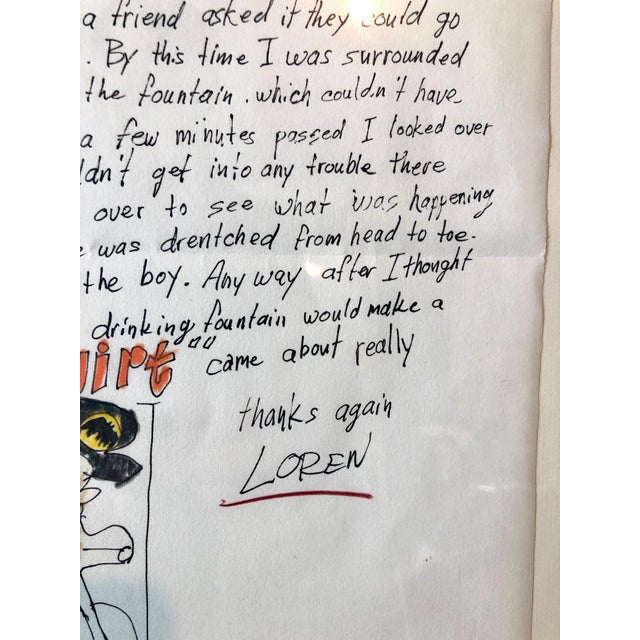 a friend asked if they could go
. By this time I was surrounded
the fountain. which couldn't have
a few minutes passed I looked over
ldn't get into any trouble there
over to see what was happening
e was drentched from head to toe.
the boy. Any way after I thought
drinking fountain would make a
uirt"" came about really
thanks again
LOREN